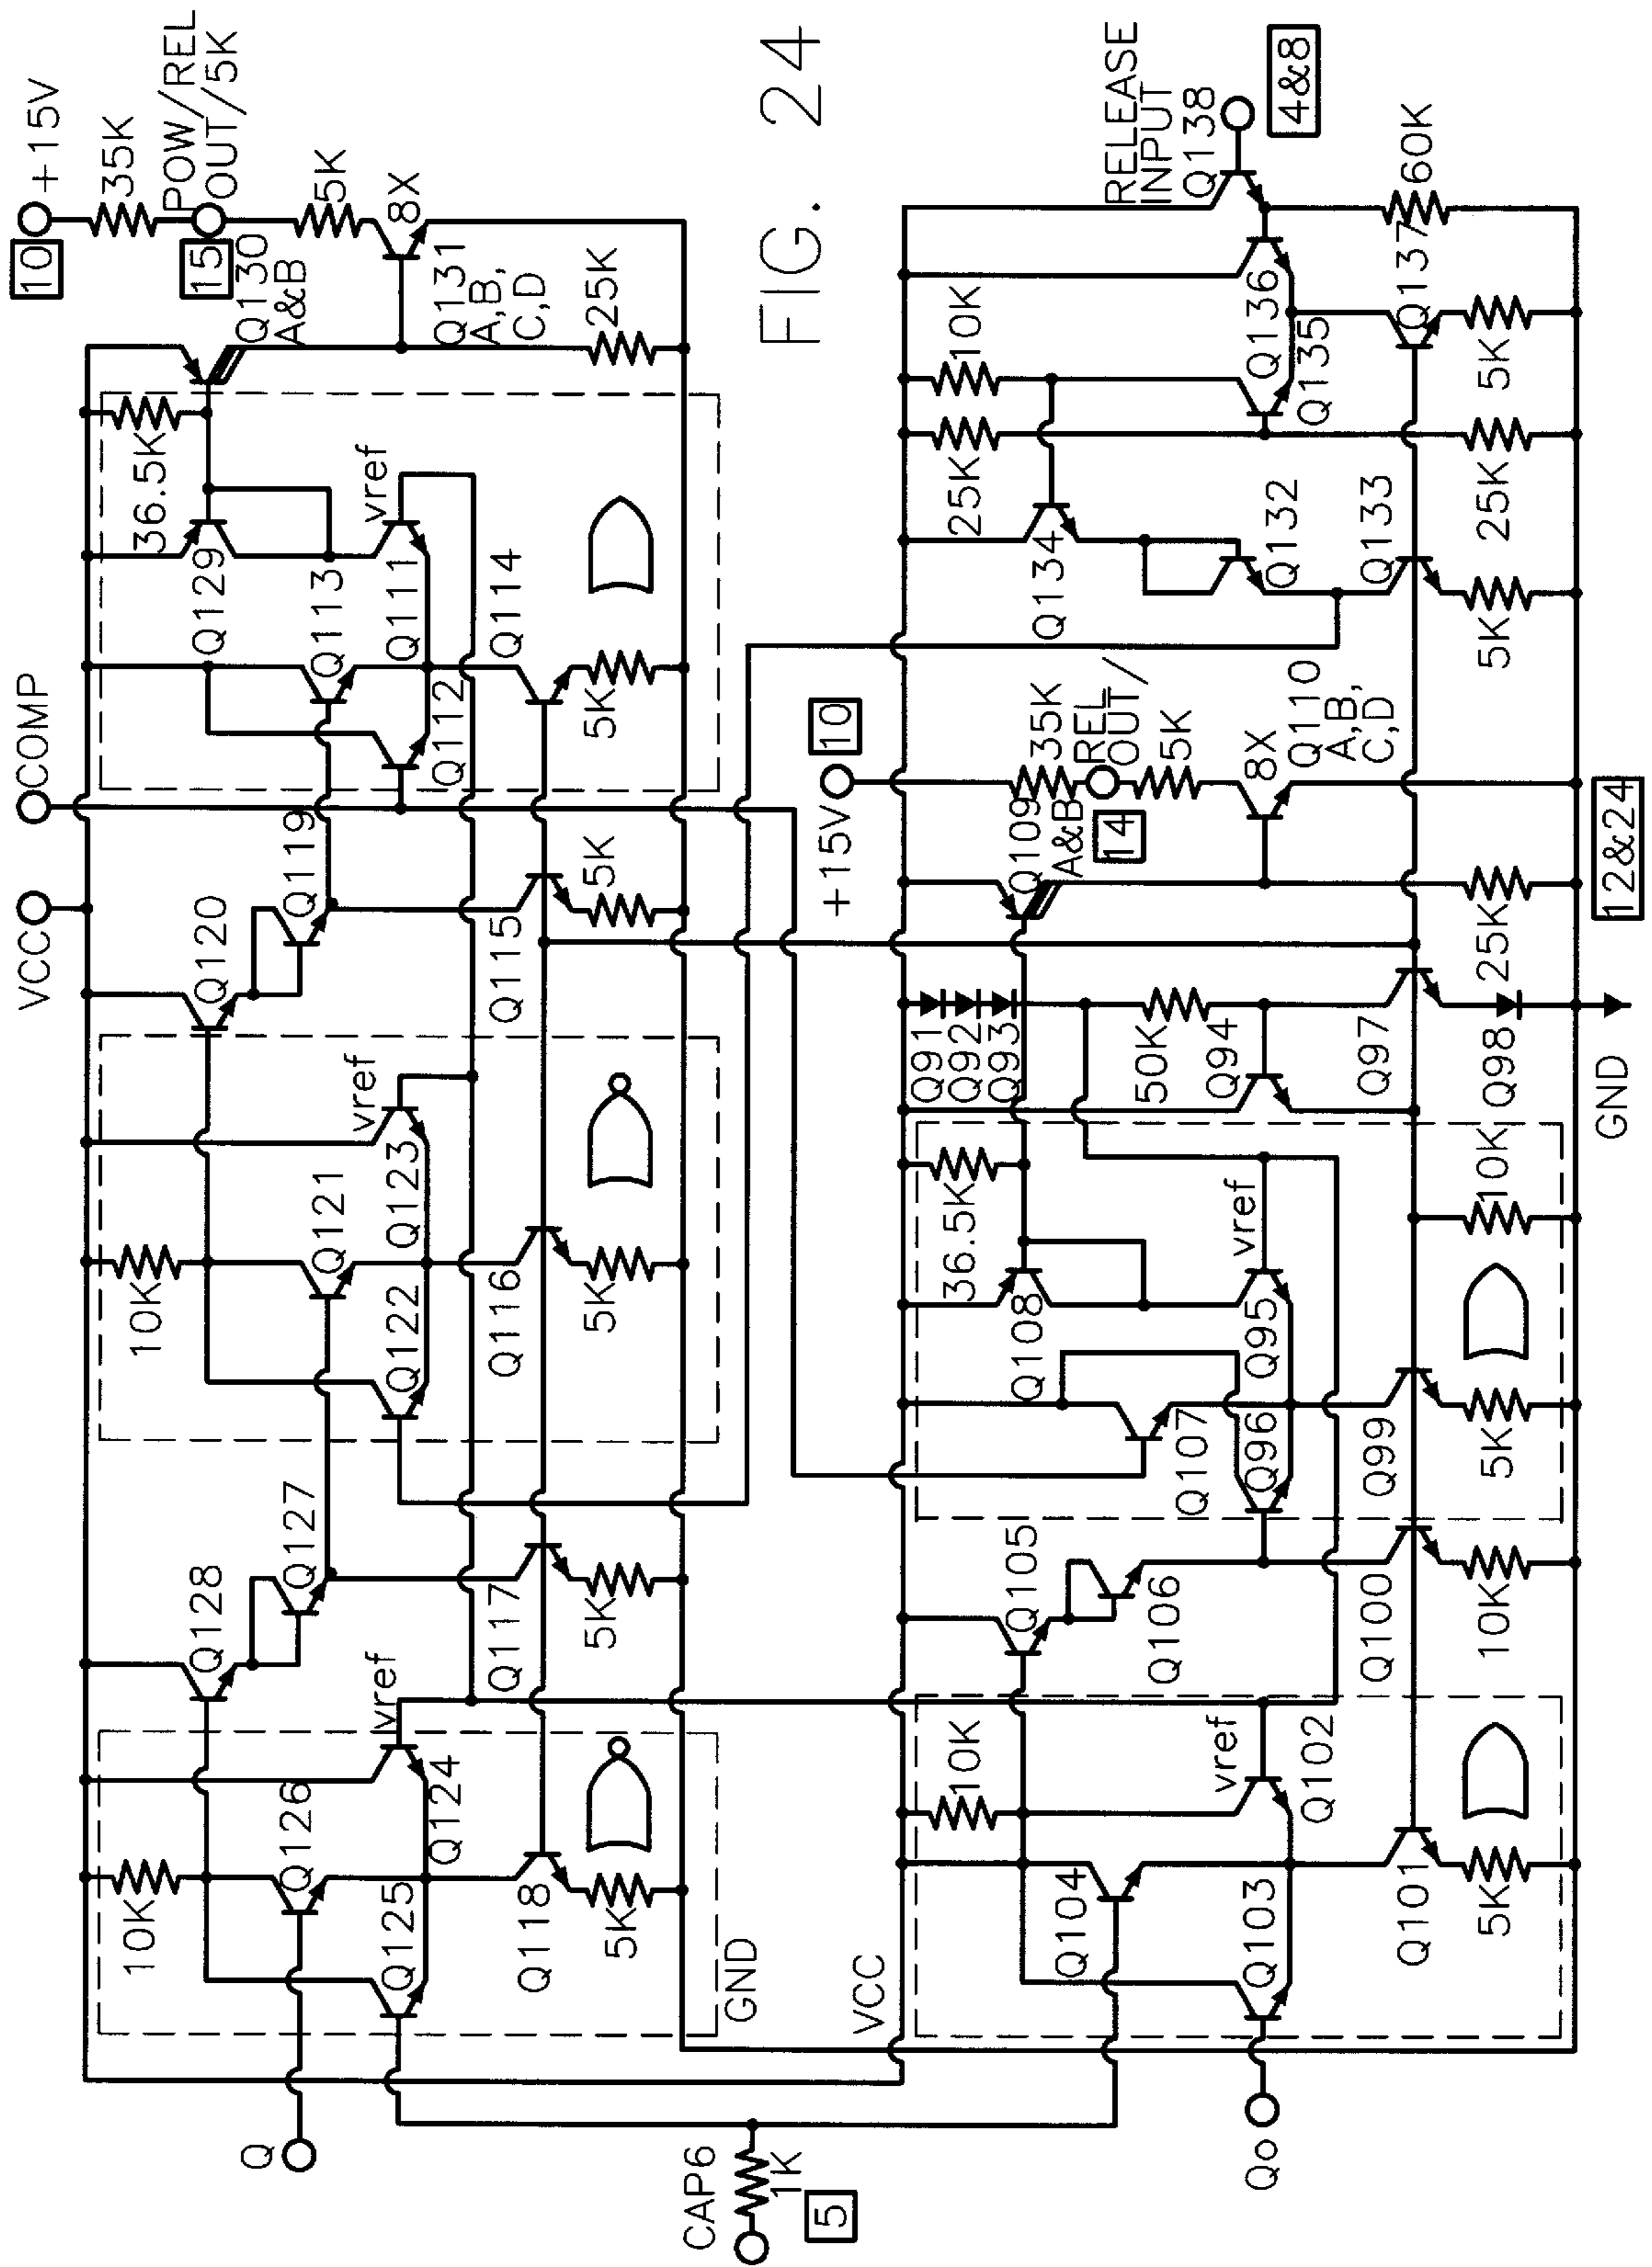 VCC
COMP
10
+15V
35K
15
POW/REL
OUT/5K
5K
8X
Q130
A&B
Q131
A,B,
C,D
25K
36.5K
Q129
Q113
vref
Q111
Q112
Q114
5K
Q119
Q120
Q115
5K
10K
Q121
vref
Q123
Q122
Q116
5K
Q127
Q128
Q117
5K
10K
Q126
vref
Q124
Q125
Q118
5K
GND
Q
CAP6
1K
5
Qo
FIG. 24
VCC
10K
Q104
vref
Q102
Q103
Q101
5K
Q105
Q106
Q100
10K
36.5K
Q108
Q107
vref
Q95
Q96
Q99
5K
10K
Q91
Q92
Q93
50K
Q94
Q97
Q98
GND
10
+15V
35K
REL
OUT/
5K
14
Q109
A&B
8X
Q110
A,B,
C,D
25K
12&24
25K
10K
Q134
Q132
Q133
5K
25K
Q136
Q135
Q137
5K
60K
RELEASE
INPUT
Q138
4&8